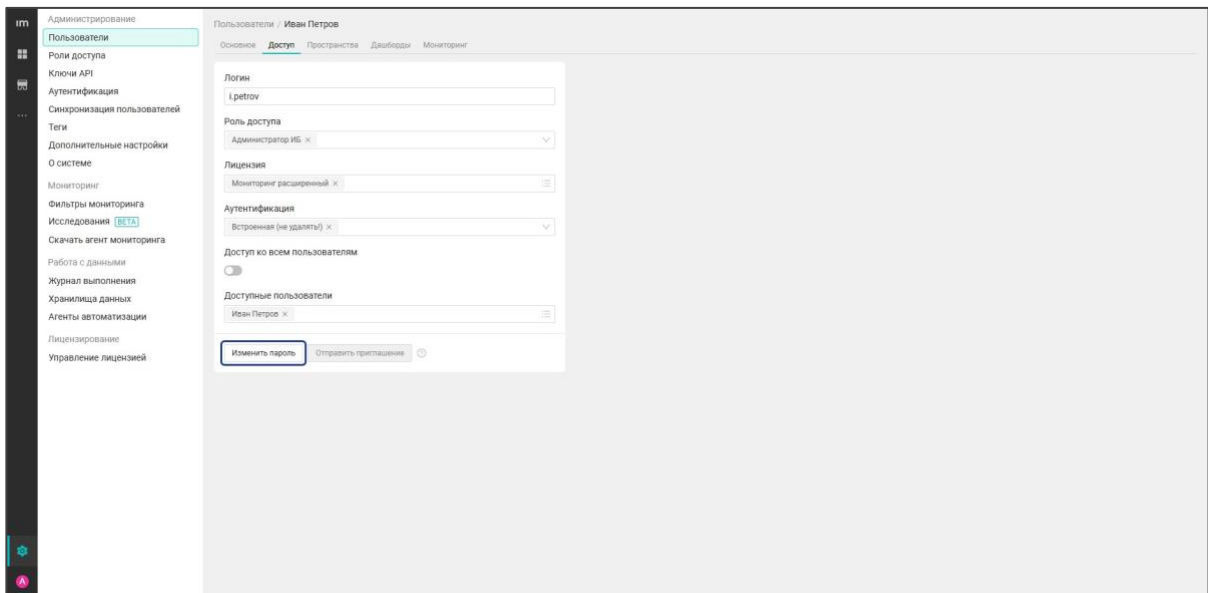 im
Администрирование
Пользователи
Роли доступа
Ключи API
Аутентификация
Синхронизация пользователей
Теги
Дополнительные настройки
О системе
Мониторинг
Фильтры мониторинга
Исследования BETA
Скачать агент мониторинга
Работа с данными
Журнал выполнения
Хранилища данных
Агенты автоматизации
Лицензирование
Управление лицензией
A
Пользователи / Иван Петров
Основное Доступ Пространства Дашборды Мониторинг
Логин
i.petrov
Роль доступа
Администратор ИБ ×
Лицензия
Мониторинг расширенный ×
Аутентификация
Встроенная (не удалять!) ×
Доступ ко всем пользователям
Доступные пользователи
Иван Петров ×
Изменить пароль Отправить приглашение ?